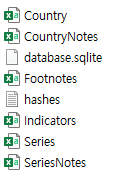 Country
CountryNotes
database.sqlite
Footnotes
hashes
Indicators
Series
SeriesNotes